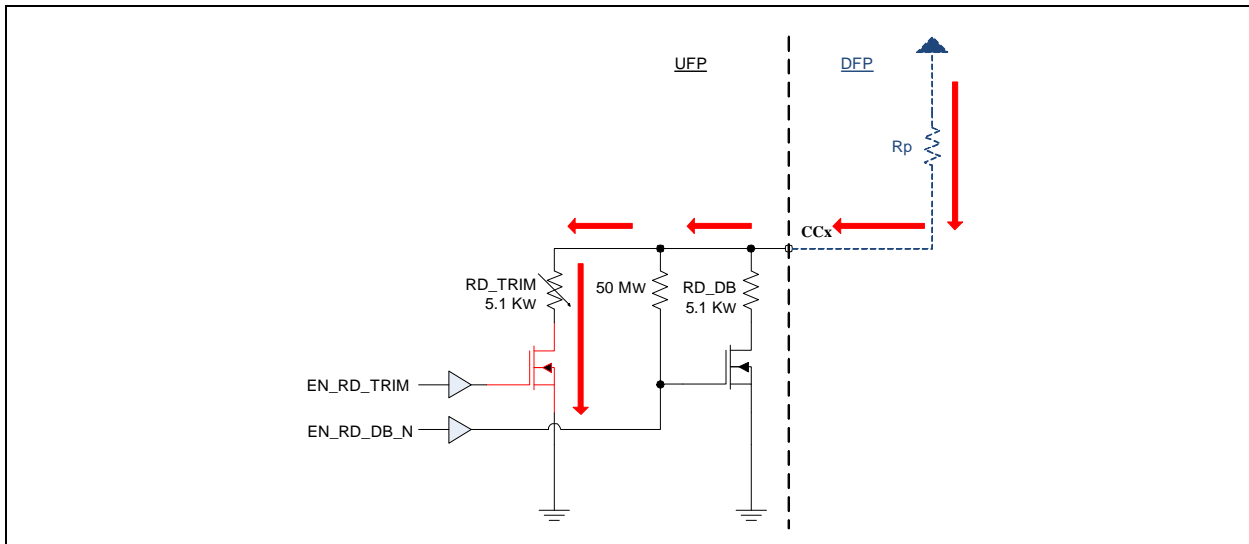 UFP
DFP
Rp
CCx
RD_TRIM
5.1 Kw
50 Mw
RD_DB
5.1 Kw
EN_RD_TRIM
EN_RD_DB_N